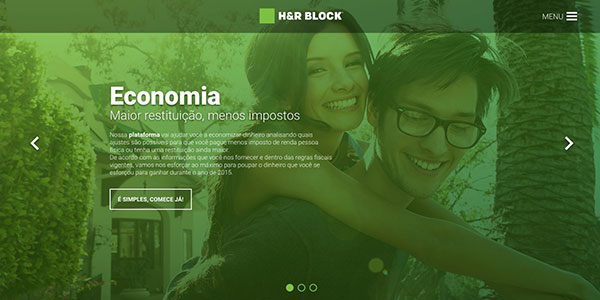 H&R BLOCK
MENU
Economia
Maior restituição, menos impostos
Nossa plataforma vai ajudar você a economizar dinheiro analisando quais
ajustes são possíveis para que você pague menos imposto de renda pessoa
física ou tenha uma restituição ainda maior.
De acordo com as informações que você nos fornecer e dentro das regras fiscais
vigentes, vamos nos esforçar ao máximo para poupar o dinheiro que você se
esforçou para ganhar durante o ano de 2015.
É SIMPLES, COMECE JÁ!